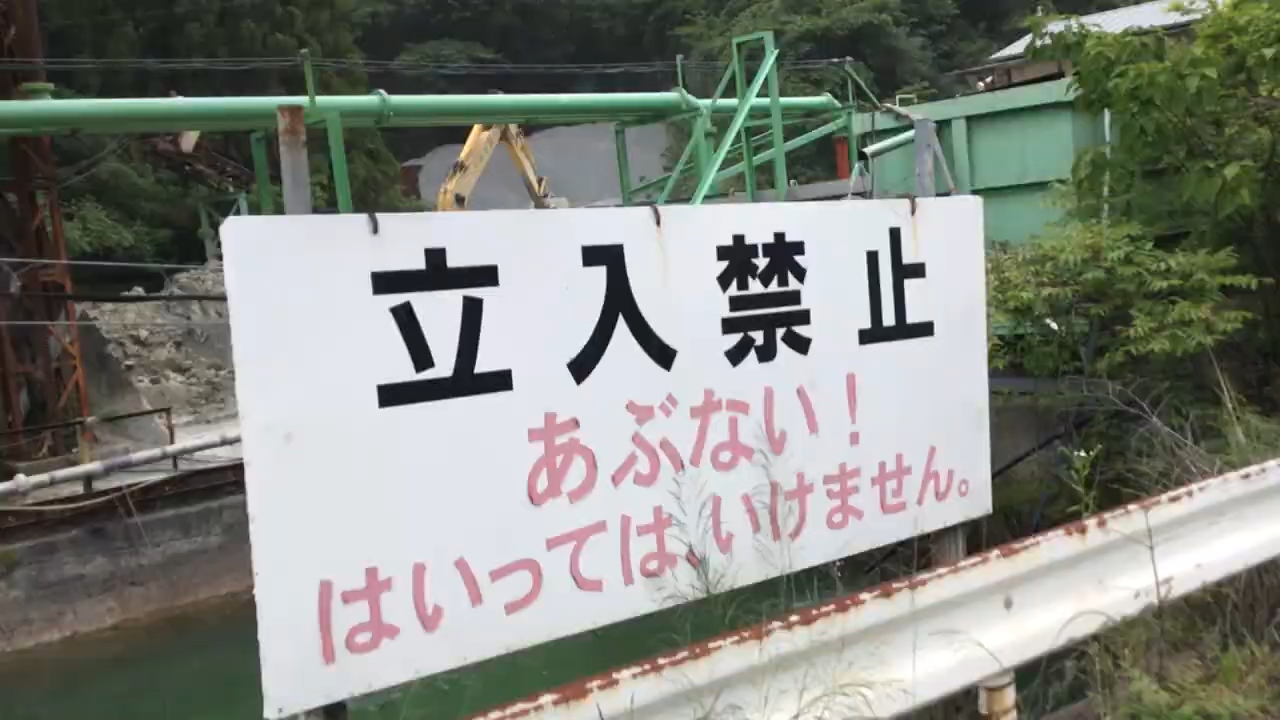 立入禁止
あぶない！
はいっては、いけません。